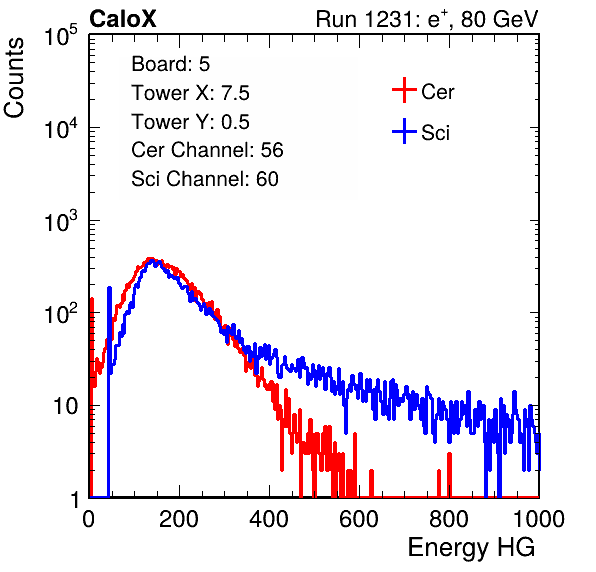 CaloX Run 1231: e⁺, 80 GeV
Counts
10⁵
10⁴
10³
10²
10
1
Board: 5
Tower X: 7.5
Tower Y: 0.5
Cer Channel: 56
Sci Channel: 60
Cer
Sci
0 200 400 600 800 1000
Energy HG